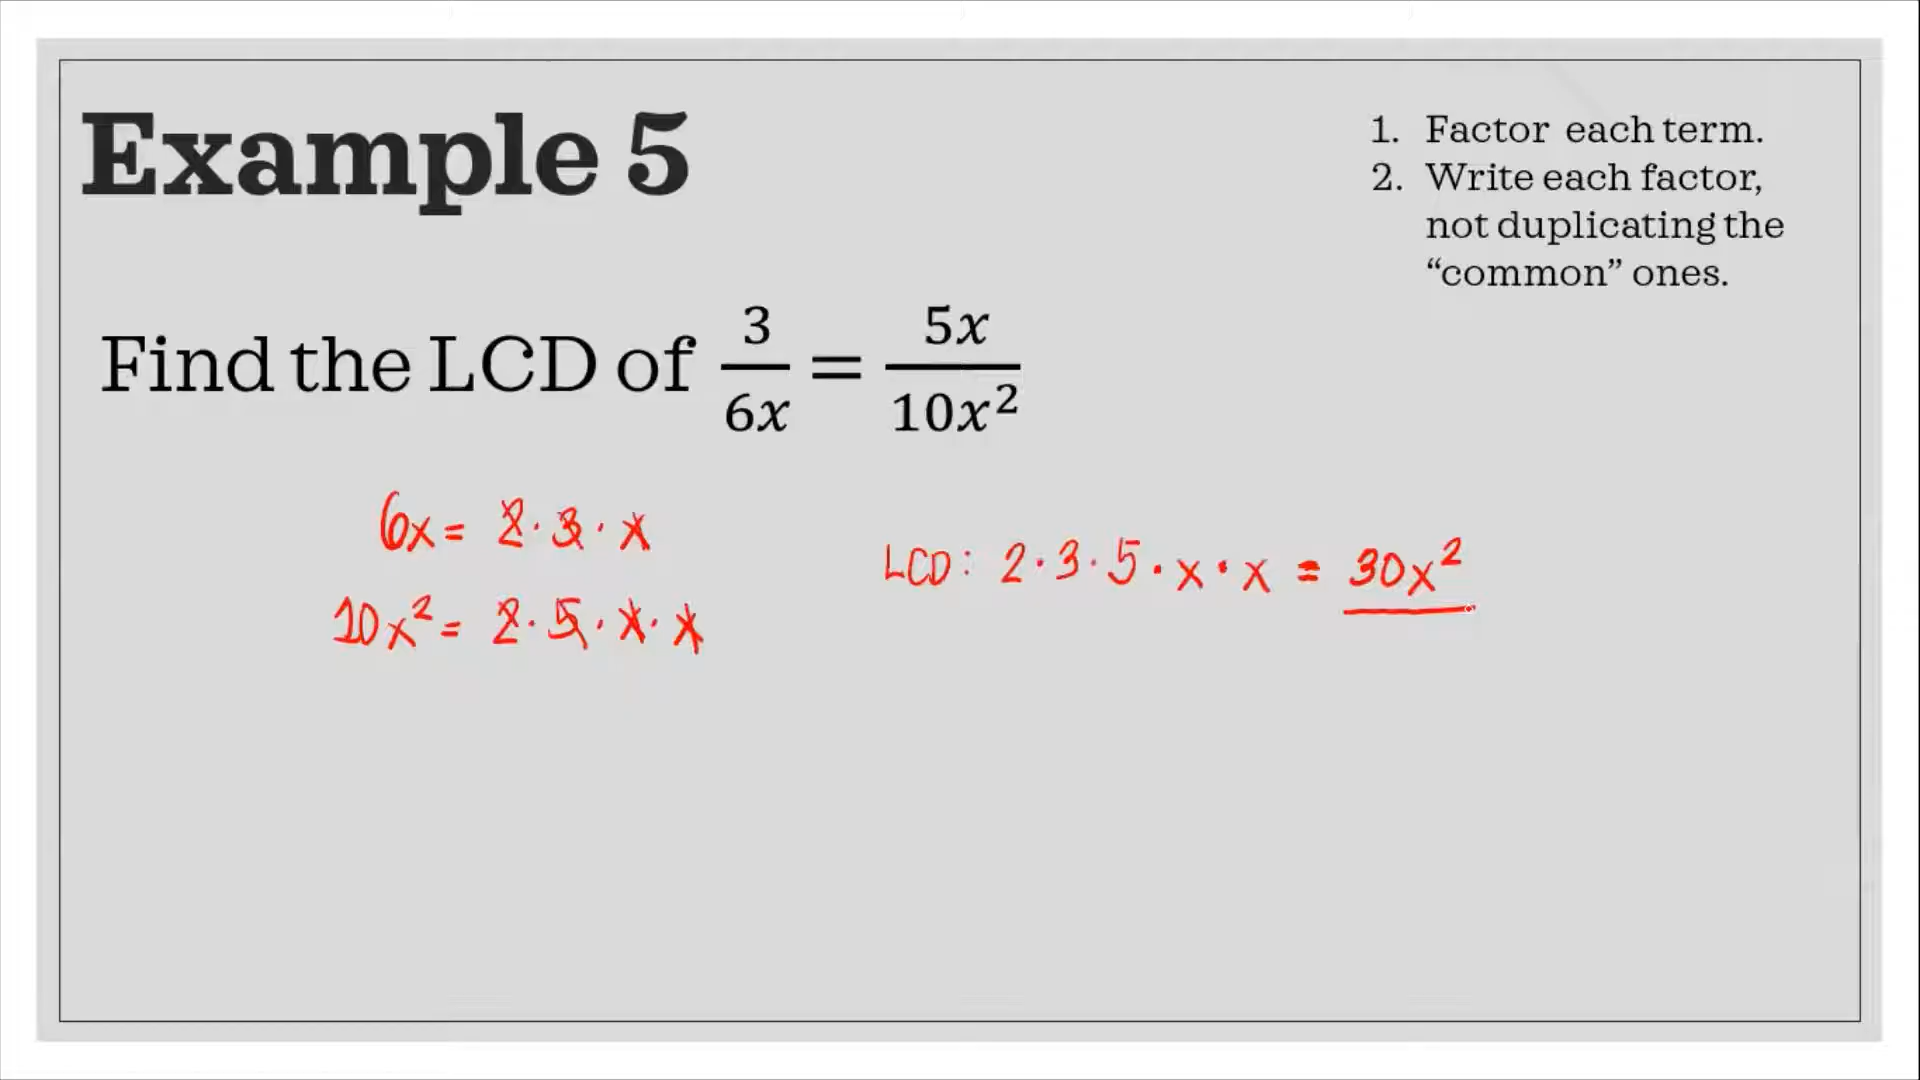 Example 5
1. Factor each term.
2. Write each factor,
not duplicating the
“common” ones.
Find the LCD of 3/6x = 5x/10x²
6x = 2 · 3 · x
10x² = 2 · 5 · x · x
LCD: 2 · 3 · 5 · x · x = 30x²